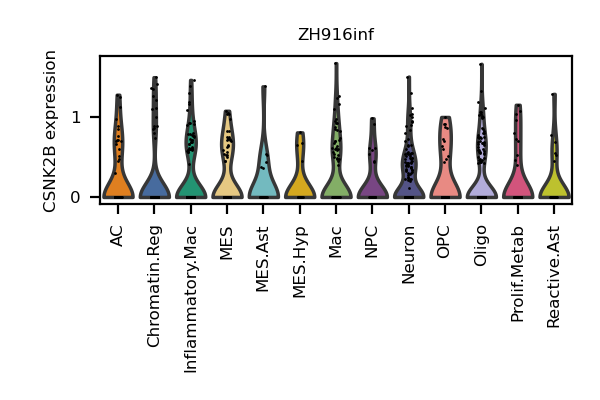 ZH916inf
CSNK2B expression
1
0
AC
Chromatin.Reg
Inflammatory.Mac
MES
MES.Ast
MES.Hyp
Mac
NPC
Neuron
OPC
Oligo
Prolif.Metab
Reactive.Ast